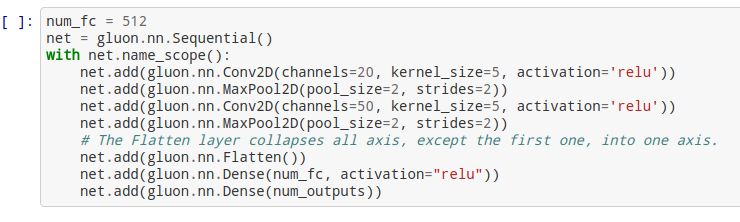 [ ]: num_fc = 512
net = gluon.nn.Sequential()
with net.name_scope():
    net.add(gluon.nn.Conv2D(channels=20, kernel_size=5, activation='relu'))
    net.add(gluon.nn.MaxPool2D(pool_size=2, strides=2))
    net.add(gluon.nn.Conv2D(channels=50, kernel_size=5, activation='relu'))
    net.add(gluon.nn.MaxPool2D(pool_size=2, strides=2))
    # The Flatten layer collapses all axis, except the first one, into one axis.
    net.add(gluon.nn.Flatten())
    net.add(gluon.nn.Dense(num_fc, activation="relu"))
    net.add(gluon.nn.Dense(num_outputs))